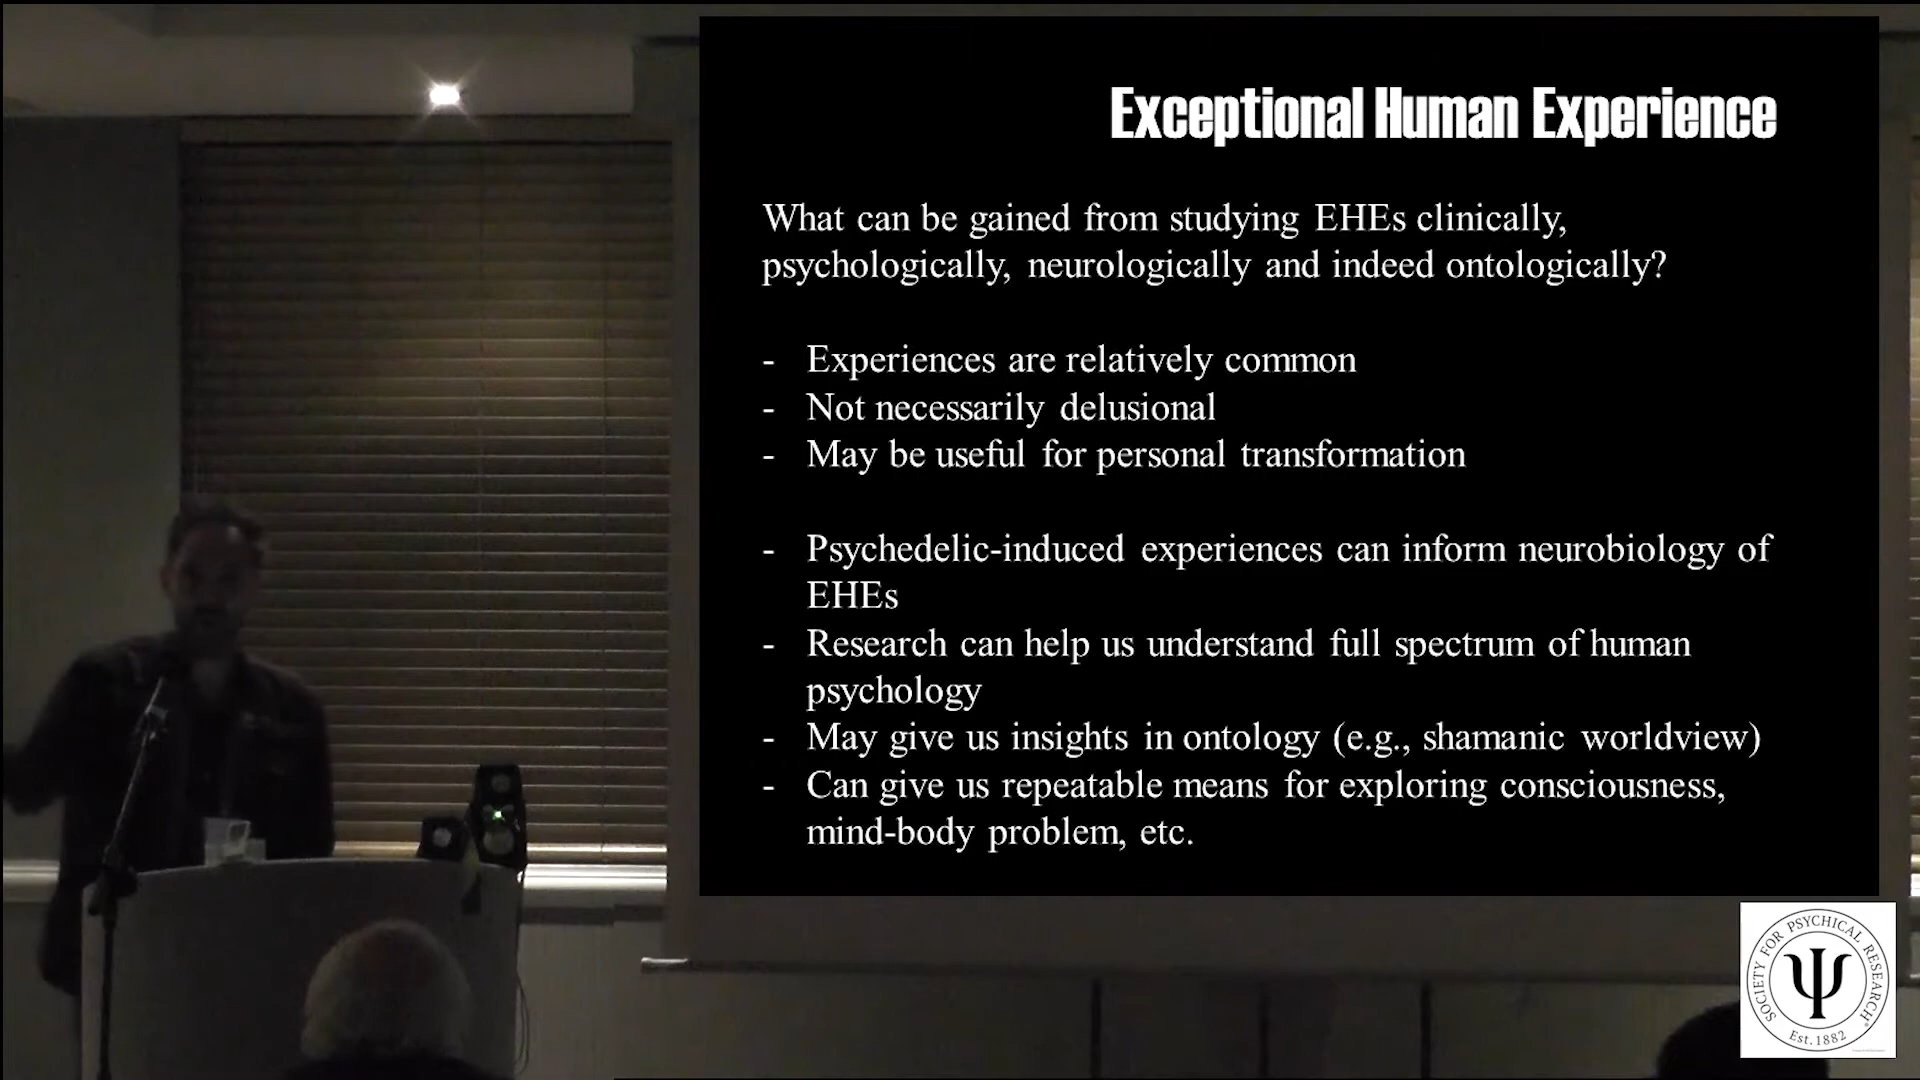 Exceptional Human Experience
What can be gained from studying EHEs clinically,
psychologically, neurologically and indeed ontologically?
- Experiences are relatively common
- Not necessarily delusional
- May be useful for personal transformation
- Psychedelic-induced experiences can inform neurobiology of
EHEs
- Research can help us understand full spectrum of human
psychology
- May give us insights in ontology (e.g., shamanic worldview)
- Can give us repeatable means for exploring consciousness,
mind-body problem, etc.
SOCIETY FOR PSYCHICAL RESEARCH
Ψ
Est. 1882